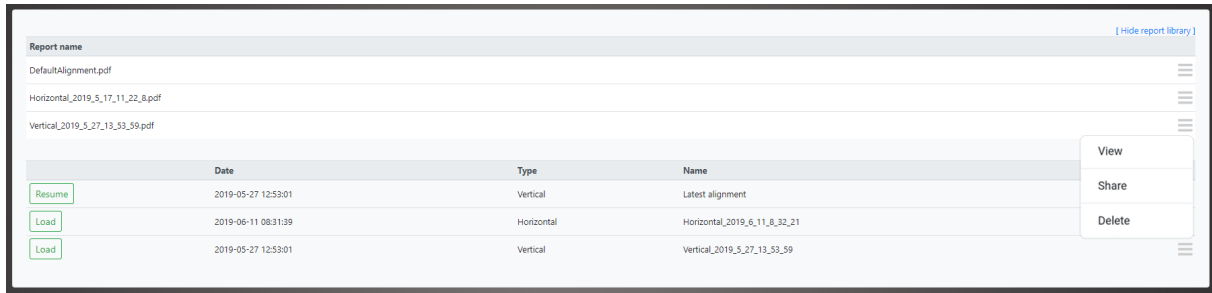 [ Hide report library ]
Report name
DefaultAlignment.pdf
Horizontal_2019_5_17_11_22_8.pdf
Vertical_2019_5_27_13_53_59.pdf
View
Share
Delete
Date Type Name
Resume 2019-05-27 12:53:01 Vertical Latest alignment
Load 2019-06-11 08:31:39 Horizontal Horizontal_2019_6_11_8_32_21
Load 2019-05-27 12:53:01 Vertical Vertical_2019_5_27_13_53_59